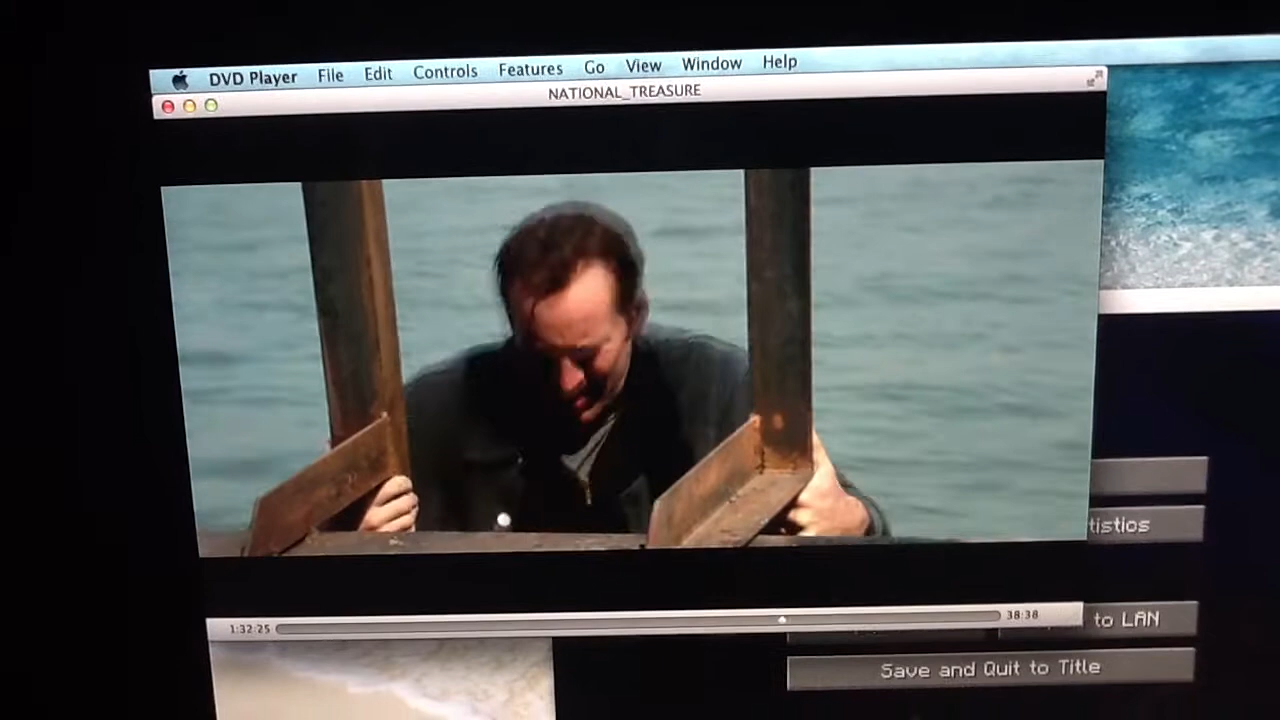 DVD Player File Edit Controls Features Go View Window Help
NATIONAL_TREASURE
tistios
1:32:25 38:38
to LAN
Save and Quit to Title